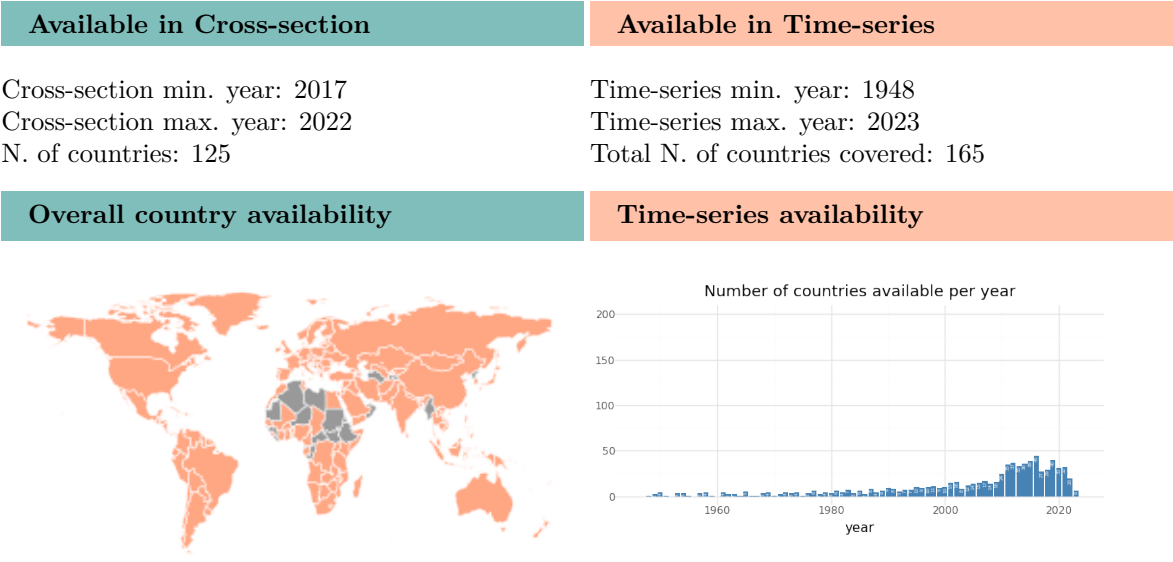 Available in Cross-section
Available in Time-series
Cross-section min. year: 2017
Cross-section max. year: 2022
N. of countries: 125
Time-series min. year: 1948
Time-series max. year: 2023
Total N. of countries covered: 165
Overall country availability
Time-series availability
Number of countries available per year
200
150
100
50
0
1960
1980
2000
2020
year